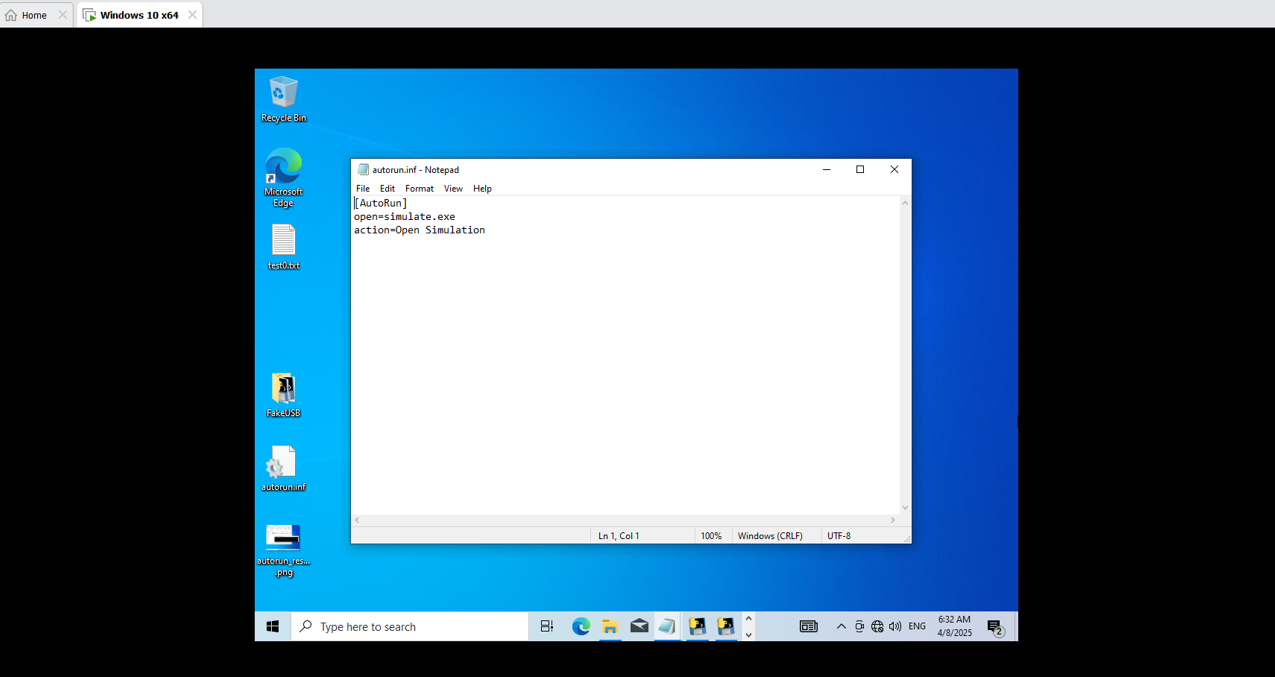 Home
Windows 10 x64
Recycle Bin
Microsoft
Edge
test0.txt
FakeUSB
autorun.inf
autorun_res...
.png
autorun.inf - Notepad
File Edit Format View Help
[AutoRun]
open=simulate.exe
action=Open Simulation
Ln 1, Col 1 100% Windows (CRLF) UTF-8
Type here to search
ENG
6:32 AM
4/8/2025
2